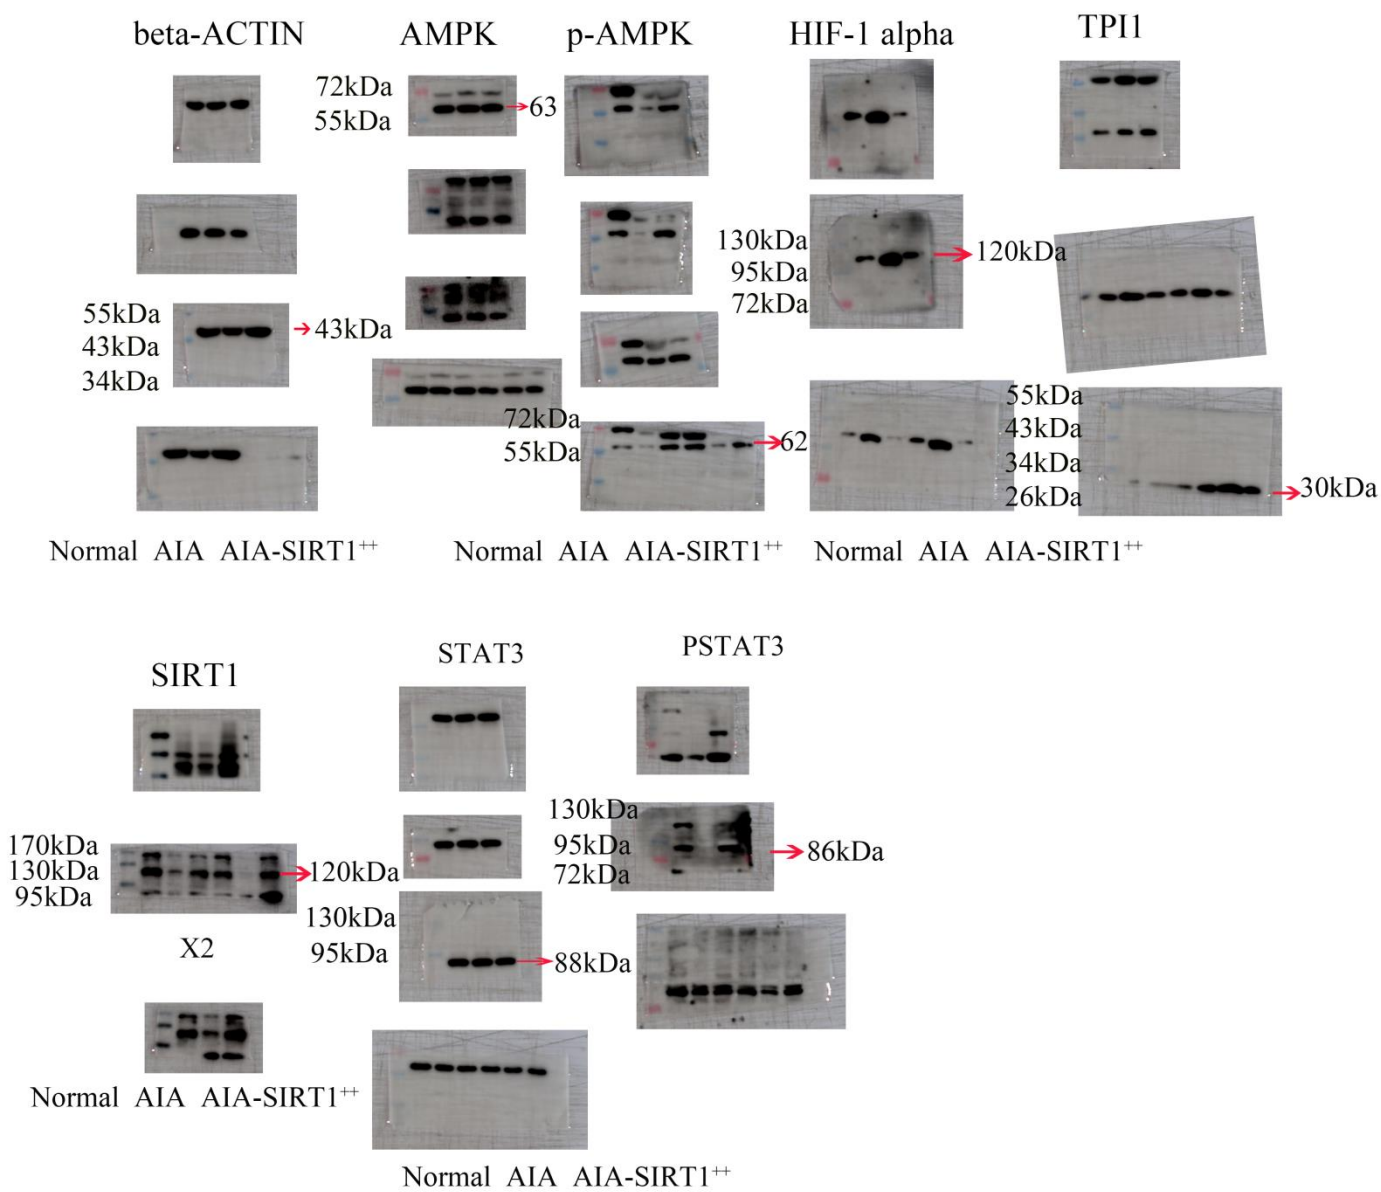 beta-ACTIN AMPK p-AMPK HIF-1 alpha TPI1
72kDa
55kDa
63
130kDa
95kDa
72kDa
120kDa
55kDa
43kDa
34kDa
43kDa
72kDa
55kDa
62
55kDa
43kDa
34kDa
26kDa
30kDa
Normal AIA AIA-SIRT1⁺⁺ Normal AIA AIA-SIRT1⁺⁺ Normal AIA AIA-SIRT1⁺⁺
SIRT1 STAT3 PSTAT3
170kDa
130kDa
95kDa
120kDa
X2
130kDa
95kDa
88kDa
130kDa
95kDa
72kDa
86kDa
Normal AIA AIA-SIRT1⁺⁺
Normal AIA AIA-SIRT1⁺⁺